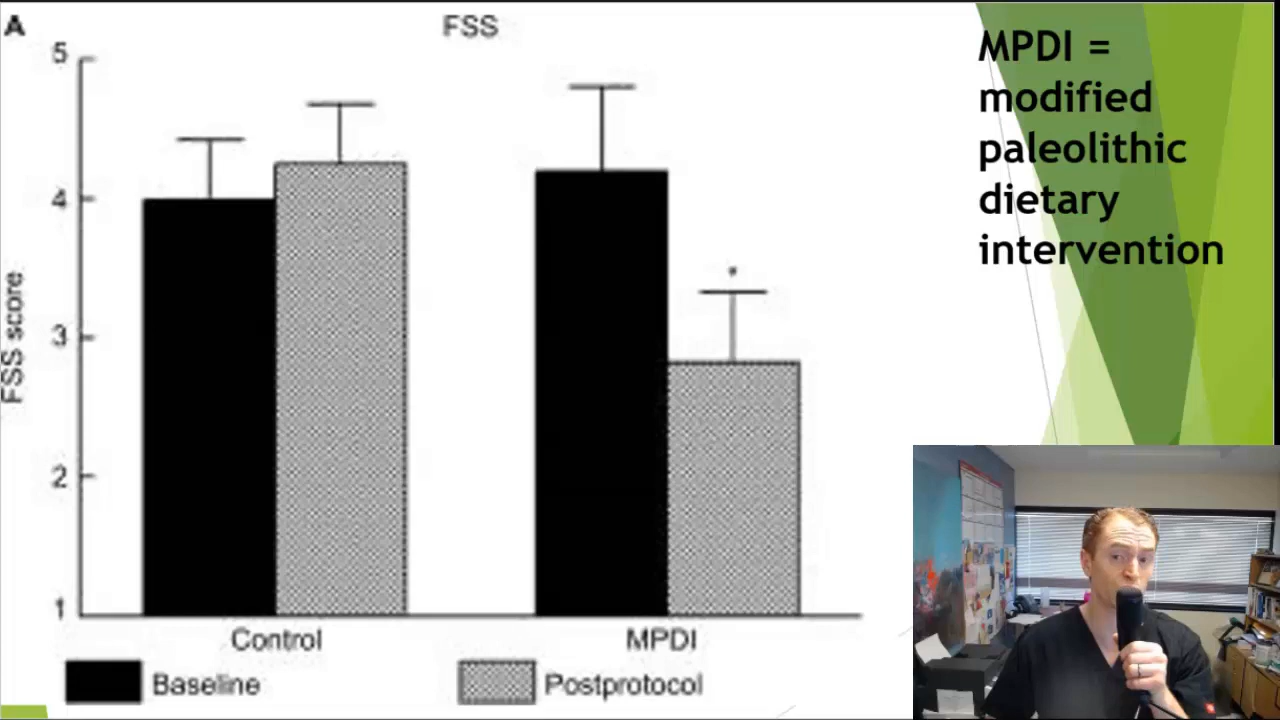 A
FSS
5
4
3
2
1
FSS score
Control
MPDI
Baseline
Postprotocol
*
MPDI =
modified
paleolithic
dietary
intervention